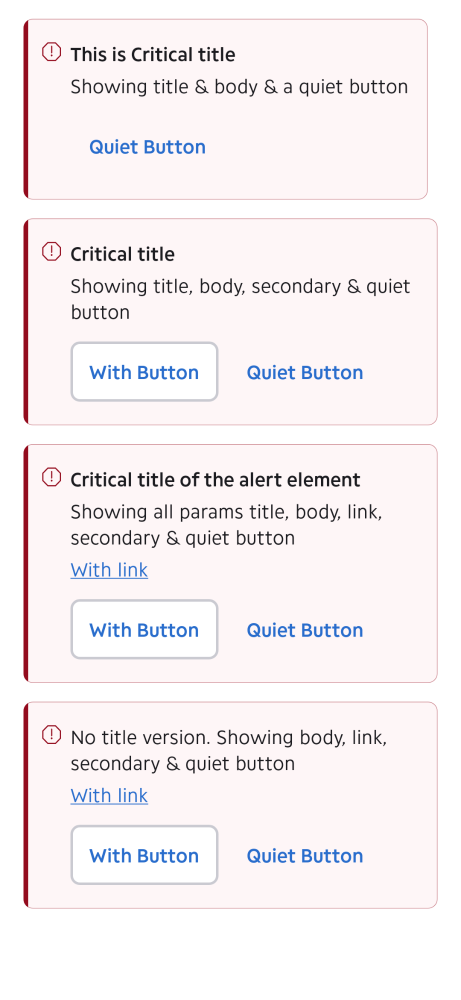 This is Critical title
Showing title & body & a quiet button
Quiet Button
Critical title
Showing title, body, secondary & quiet
button
With Button Quiet Button
Critical title of the alert element
Showing all params title, body, link,
secondary & quiet button
With link
With Button Quiet Button
No title version. Showing body, link,
secondary & quiet button
With link
With Button Quiet Button